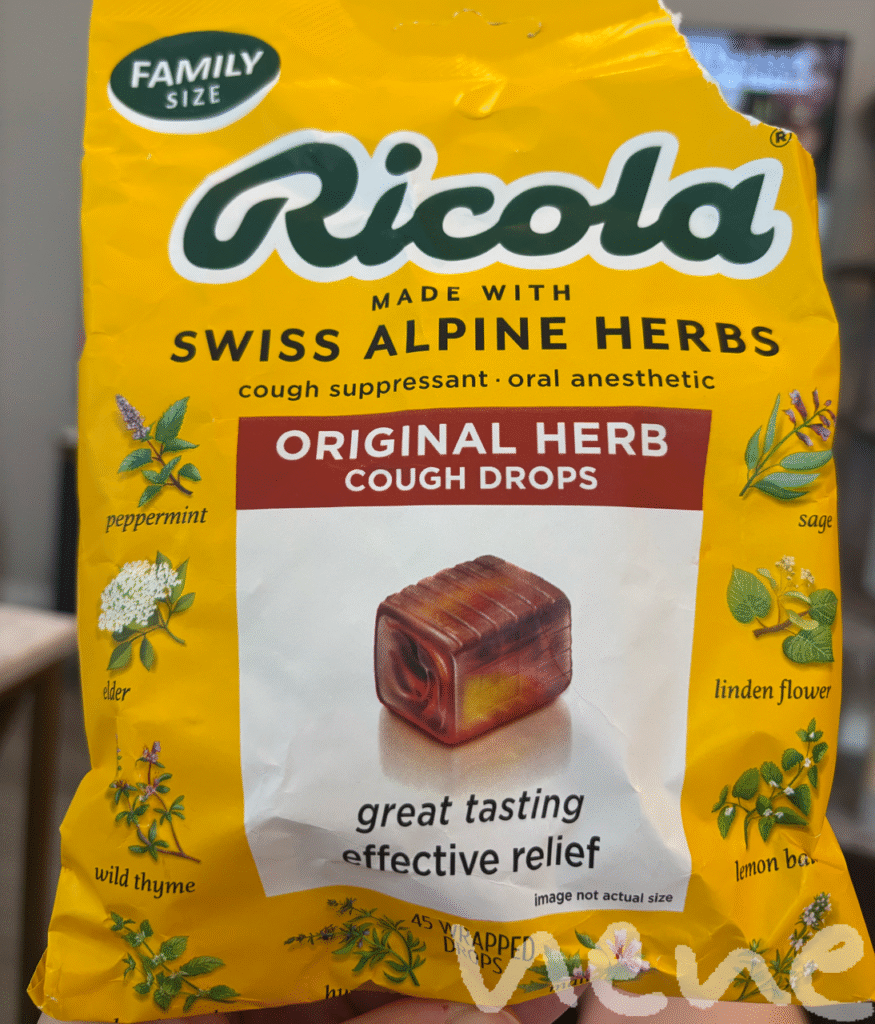 FAMILY
SIZE
Ricola®
MADE WITH
SWISS ALPINE HERBS
cough suppressant · oral anesthetic
ORIGINAL HERB
COUGH DROPS
peppermint
sage
elder
linden flower
wild thyme
lemon
great tasting
effective relief
image not actual size
45 WRAPPED
DROPS